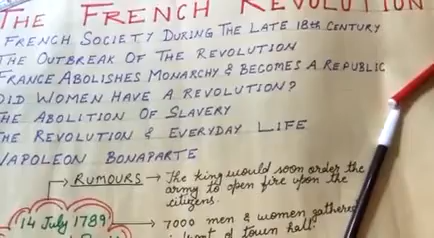 THE FRENCH REVOLUTION
FRENCH SOCIETY DURING THE LATE 18th CENTURY
THE OUTBREAK OF THE REVOLUTION
FRANCE ABOLISHES MONARCHY & BECOMES A REPUBLIC
DID WOMEN HAVE A REVOLUTION?
THE ABOLITION OF SLAVERY
THE REVOLUTION & EVERYDAY LIFE
NAPOLEON BONAPARTE
RUMOURS → The king would soon order the
army to open fire upon the
citizens.
14 July 1789 → 7000 men & women gathered
in front of town hall